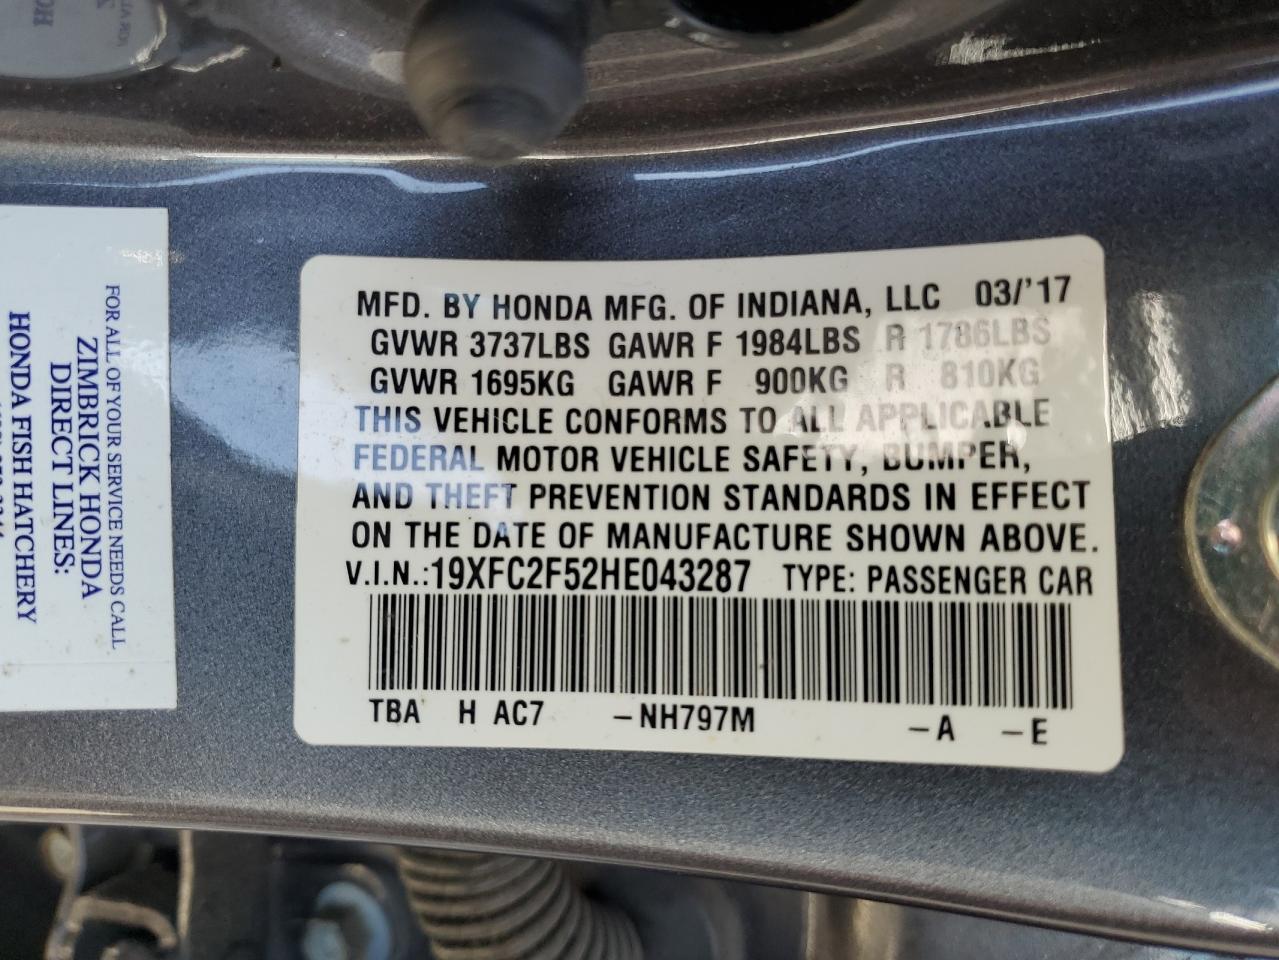 MFD. BY HONDA MFG. OF INDIANA, LLC 03/'17
GVWR 3737LBS GAWR F 1984LBS R 1786LBS
GVWR 1695KG GAWR F 900KG R 810KG
THIS VEHICLE CONFORMS TO ALL APPLICABLE
FEDERAL MOTOR VEHICLE SAFETY, BUMPER,
AND THEFT PREVENTION STANDARDS IN EFFECT
ON THE DATE OF MANUFACTURE SHOWN ABOVE.
V.I.N.:19XFC2F52HE043287 TYPE: PASSENGER CAR
TBA H AC7 –NH797M –A –E
FOR ALL OF YOUR SERVICE NEEDS CALL
ZIMBRICK HONDA
DIRECT LINES:
HONDA FISH HATCHERY